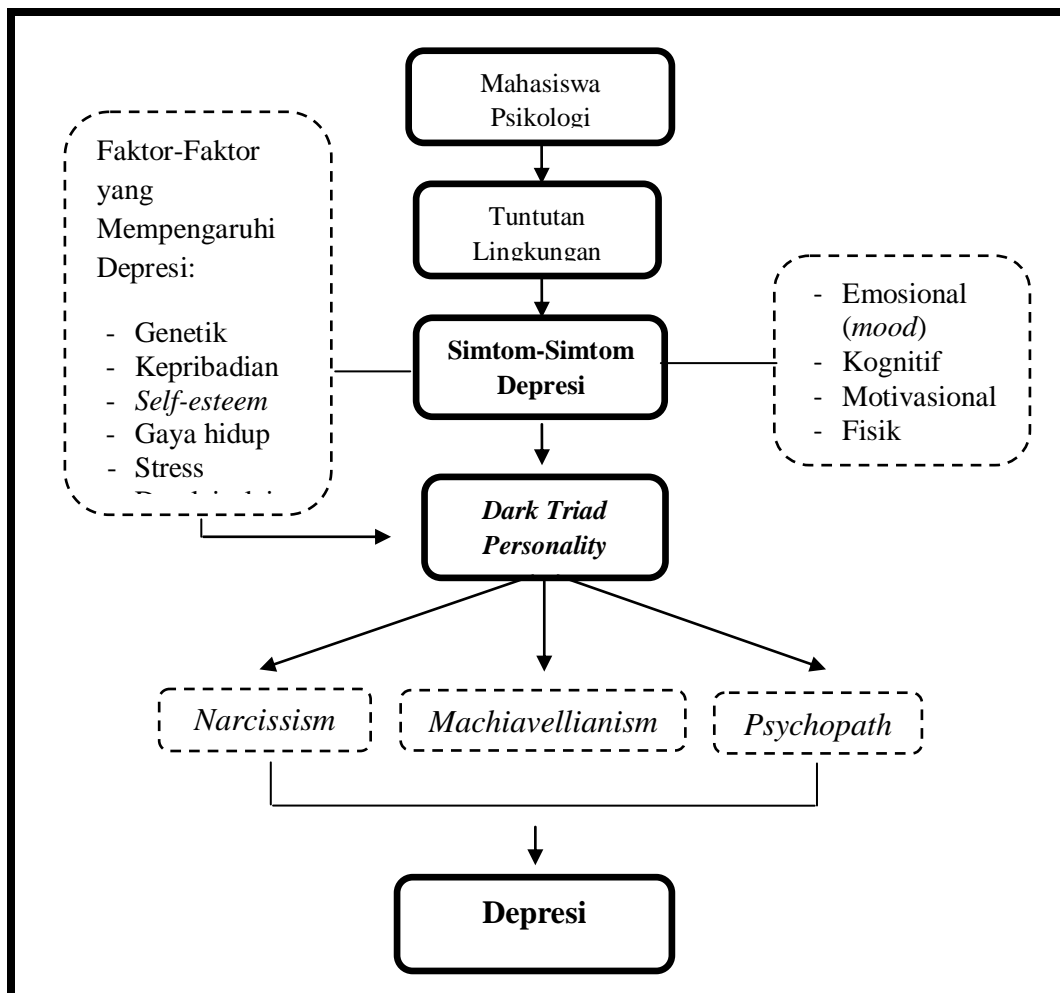 Mahasiswa
Psikologi
Faktor-Faktor
yang
Mempengaruhi
Depresi:
- Genetik
- Kepribadian
- Self-esteem
- Gaya hidup
- Stress
Tuntutan
Lingkungan
Simtom-Simtom
Depresi
- Emosional
(mood)
- Kognitif
- Motivasional
- Fisik
Dark Triad
Personality
Narcissism
Machiavellianism
Psychopath
Depresi